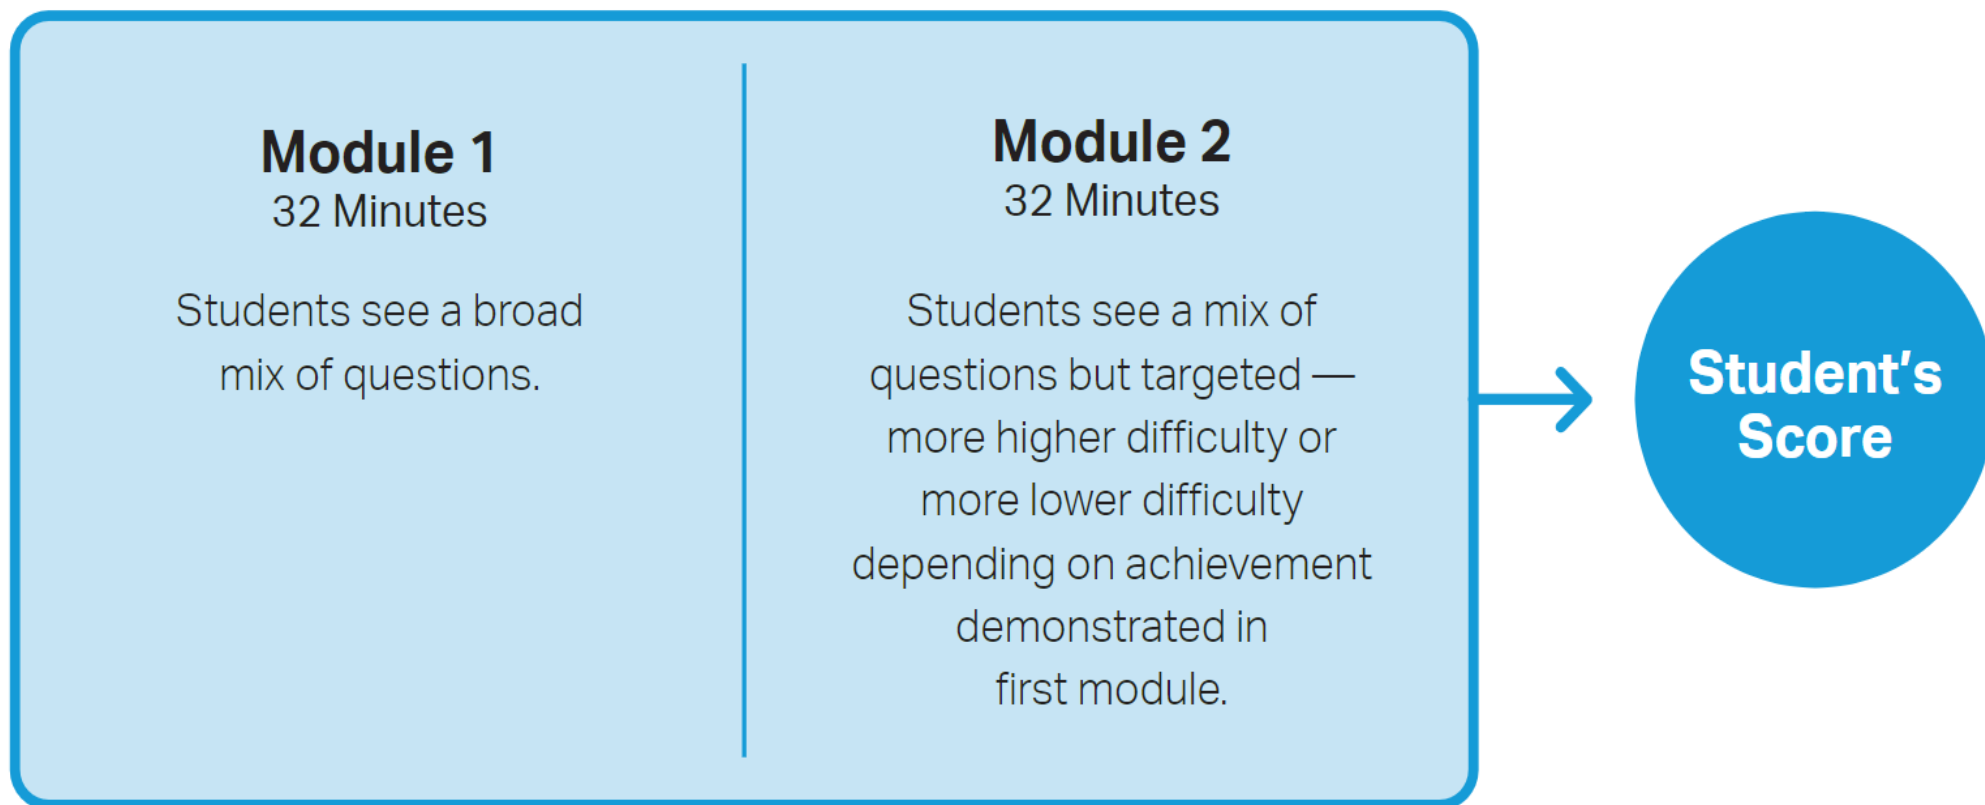 Module 1
32 Minutes
Students see a broad
mix of questions.
Module 2
32 Minutes
Students see a mix of
questions but targeted —
more higher difficulty or
more lower difficulty
depending on achievement
demonstrated in
first module.
Student's
Score